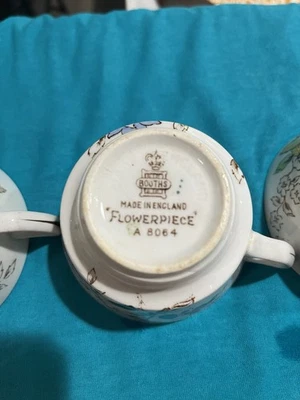 BOOTHS
MADE IN ENGLAND
"FLOWERPIECE"
A 8064